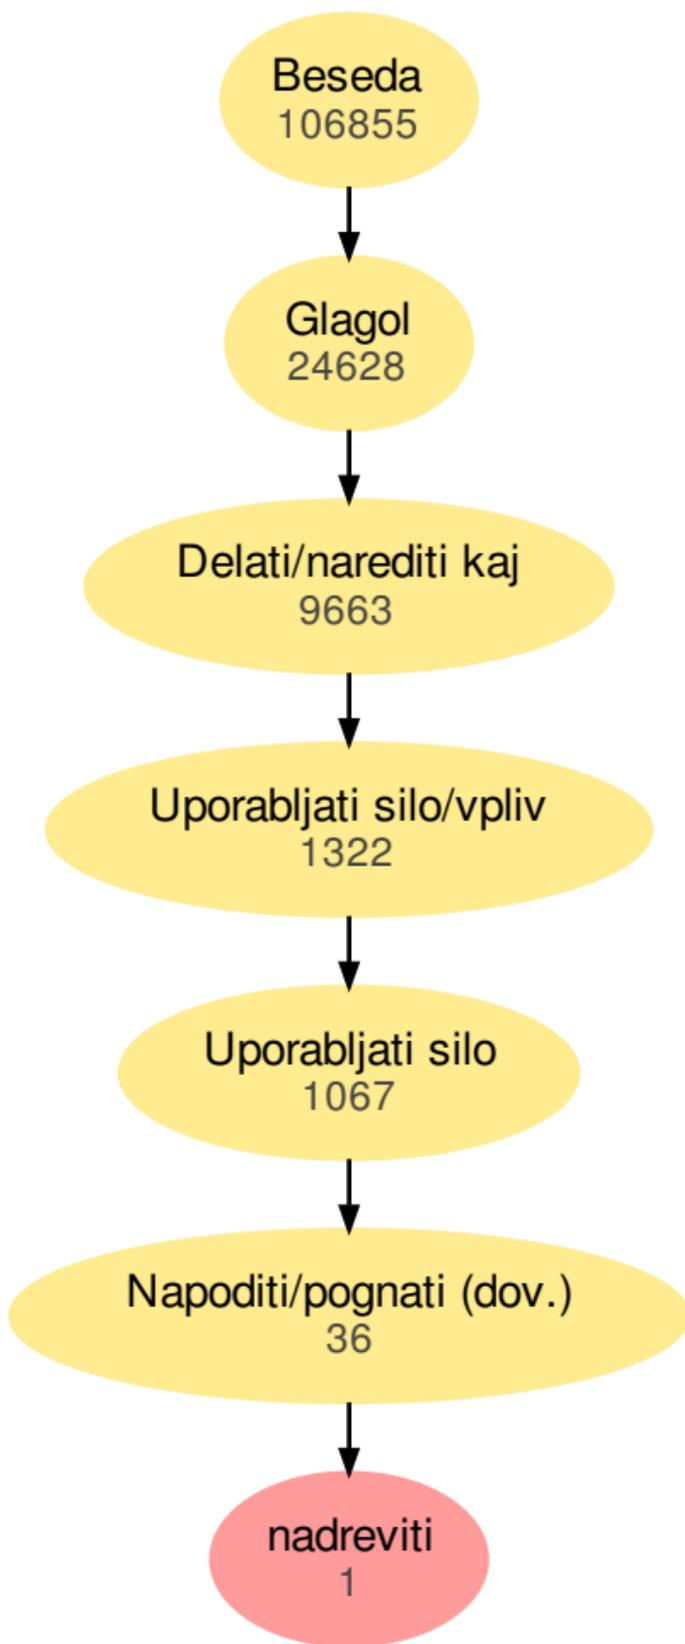 Beseda
106855
Glagol
24628
Delati/narediti kaj
9663
Uporabljati silo/vpliv
1322
Uporabljati silo
1067
Napoditi/pognati (dov.)
36
nadreviti
1